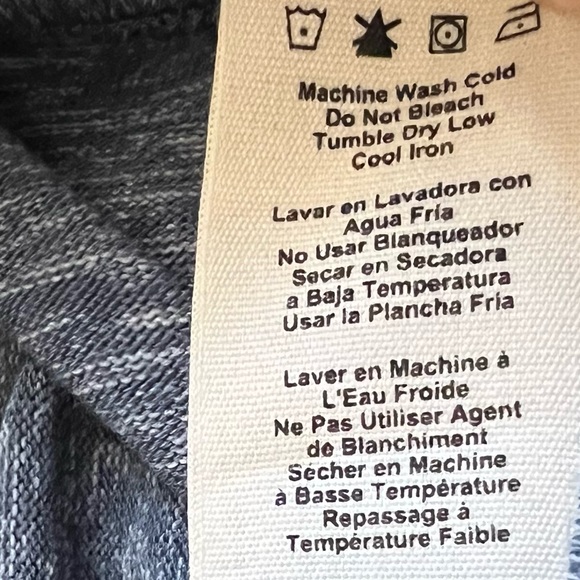 Machine Wash Cold
Do Not Bleach
Tumble Dry Low
Cool Iron
Lavar en Lavadora con
Agua Fría
No Usar Blanqueador
Secar en Secadora
a Baja Temperatura
Usar la Plancha Fría
Laver en Machine à
L'Eau Froide
Ne Pas Utiliser Agent
de Blanchiment
Sécher en Machine
à Basse Température
Repassage à
Température Faible